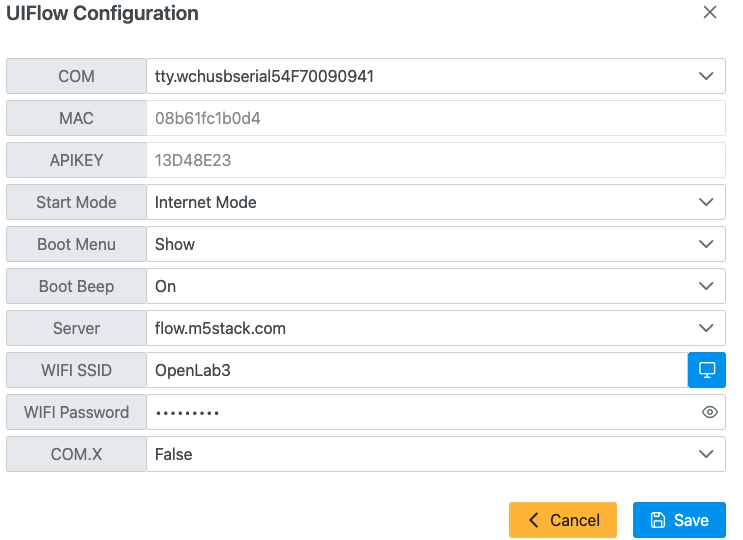 UIFlow Configuration
COM tty.wchusbserial54F70090941
MAC 08b61fc1b0d4
APIKEY 13D48E23
Start Mode Internet Mode
Boot Menu Show
Boot Beep On
Server flow.m5stack.com
WIFI SSID OpenLab3
WIFI Password •••••••••
COM.X False
Cancel Save